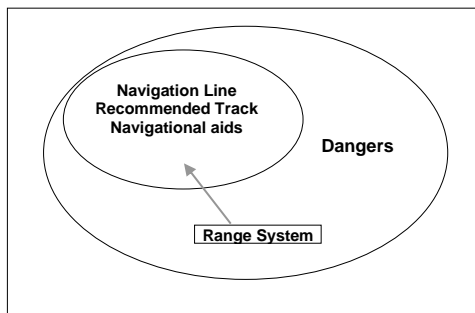 Navigation Line
Recommended Track
Navigational aids
Dangers
Range System